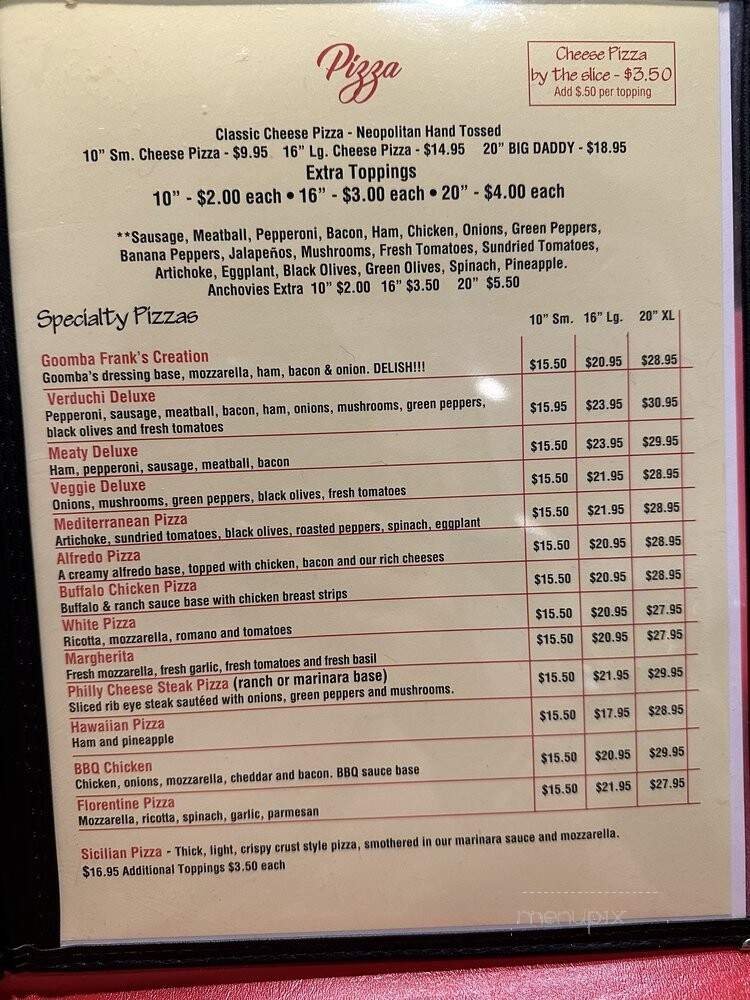 Pizza
Cheese Pizza
by the slice - $3.50
Add $.50 per topping
Classic Cheese Pizza - Neopolitan Hand Tossed
10" Sm. Cheese Pizza - $9.95 16" Lg. Cheese Pizza - $14.95 20" BIG DADDY - $18.95
Extra Toppings
10" - $2.00 each • 16" - $3.00 each • 20" - $4.00 each
**Sausage, Meatball, Pepperoni, Bacon, Ham, Chicken, Onions, Green Peppers,
Banana Peppers, Jalapeños, Mushrooms, Fresh Tomatoes, Sundried Tomatoes,
Artichoke, Eggplant, Black Olives, Green Olives, Spinach, Pineapple.
Anchovies Extra 10" $2.00 16" $3.50 20" $5.50
Specialty Pizzas 10" Sm. 16" Lg. 20" XL
Goomba Frank's Creation
Goomba's dressing base, mozzarella, ham, bacon & onion. DELISH!!! $15.50 $20.95 $28.95
Verduchi Deluxe
Pepperoni, sausage, meatball, bacon, ham, onions, mushrooms, green peppers, $15.95 $23.95 $30.95
black olives and fresh tomatoes
Meaty Deluxe
Ham, pepperoni, sausage, meatball, bacon $15.50 $23.95 $29.95
Veggie Deluxe
Onions, mushrooms, green peppers, black olives, fresh tomatoes $15.50 $21.95 $28.95
Mediterranean Pizza
Artichoke, sundried tomatoes, black olives, roasted peppers, spinach, eggplant $15.50 $21.95 $28.95
Alfredo Pizza
A creamy alfredo base, topped with chicken, bacon and our rich cheeses $15.50 $20.95 $28.95
Buffalo Chicken Pizza
Buffalo & ranch sauce base with chicken breast strips $15.50 $20.95 $28.95
White Pizza
Ricotta, mozzarella, romano and tomatoes $15.50 $20.95 $27.95
Margherita
Fresh mozzarella, fresh garlic, fresh tomatoes and fresh basil $15.50 $20.95 $27.95
Philly Cheese Steak Pizza (ranch or marinara base)
Sliced rib eye steak sautéed with onions, green peppers and mushrooms. $15.50 $21.95 $29.95
Hawaiian Pizza
Ham and pineapple $15.50 $17.95 $28.95
BBQ Chicken
Chicken, onions, mozzarella, cheddar and bacon. BBQ sauce base $15.50 $20.95 $29.95
Florentine Pizza
Mozzarella, ricotta, spinach, garlic, parmesan $15.50 $21.95 $27.95
Sicilian Pizza - Thick, light, crispy crust style pizza, smothered in our marinara sauce and mozzarella.
$16.95 Additional Toppings $3.50 each
menupix